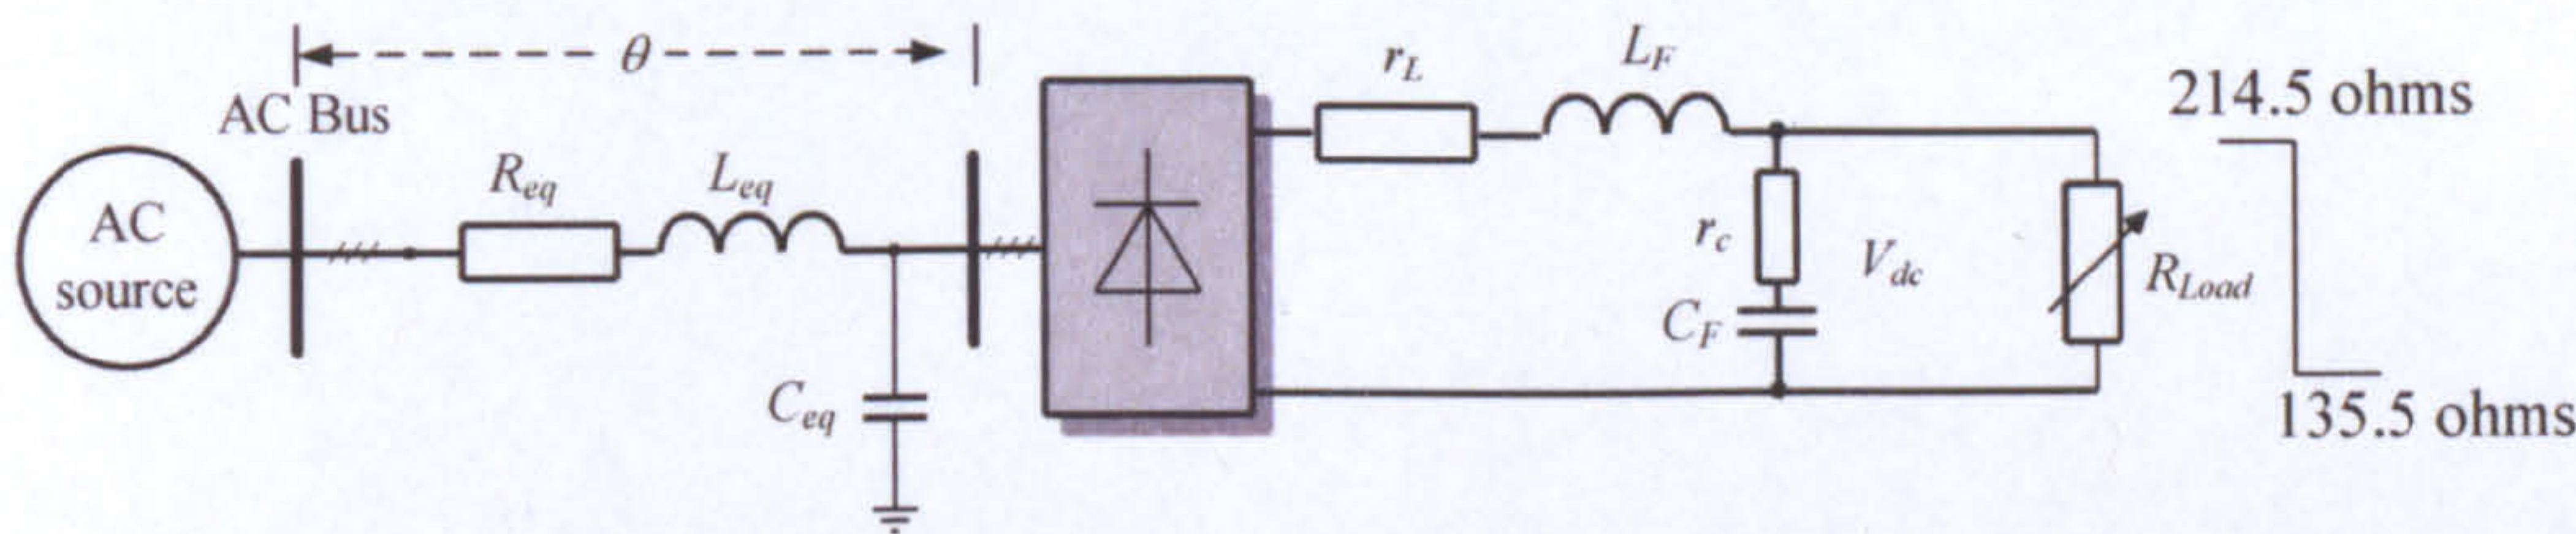 θ
AC Bus
AC
source
R_eq
L_eq
C_eq
r_L
L_F
r_c
C_F
V_dc
R_Load
214.5 ohms
135.5 ohms